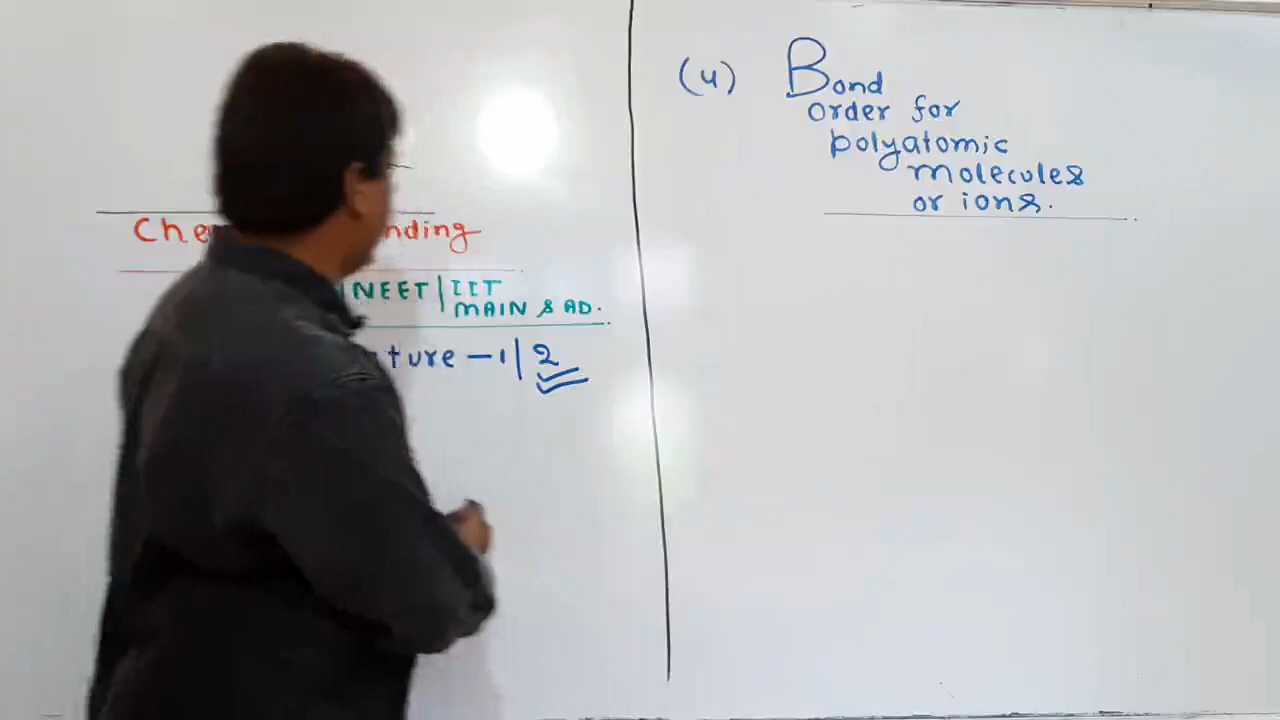 Che nding
NEET | IIT
MAIN & AD.
ture - 1 | 2
(4) Bond
order for
polyatomic
molecules
or ions.